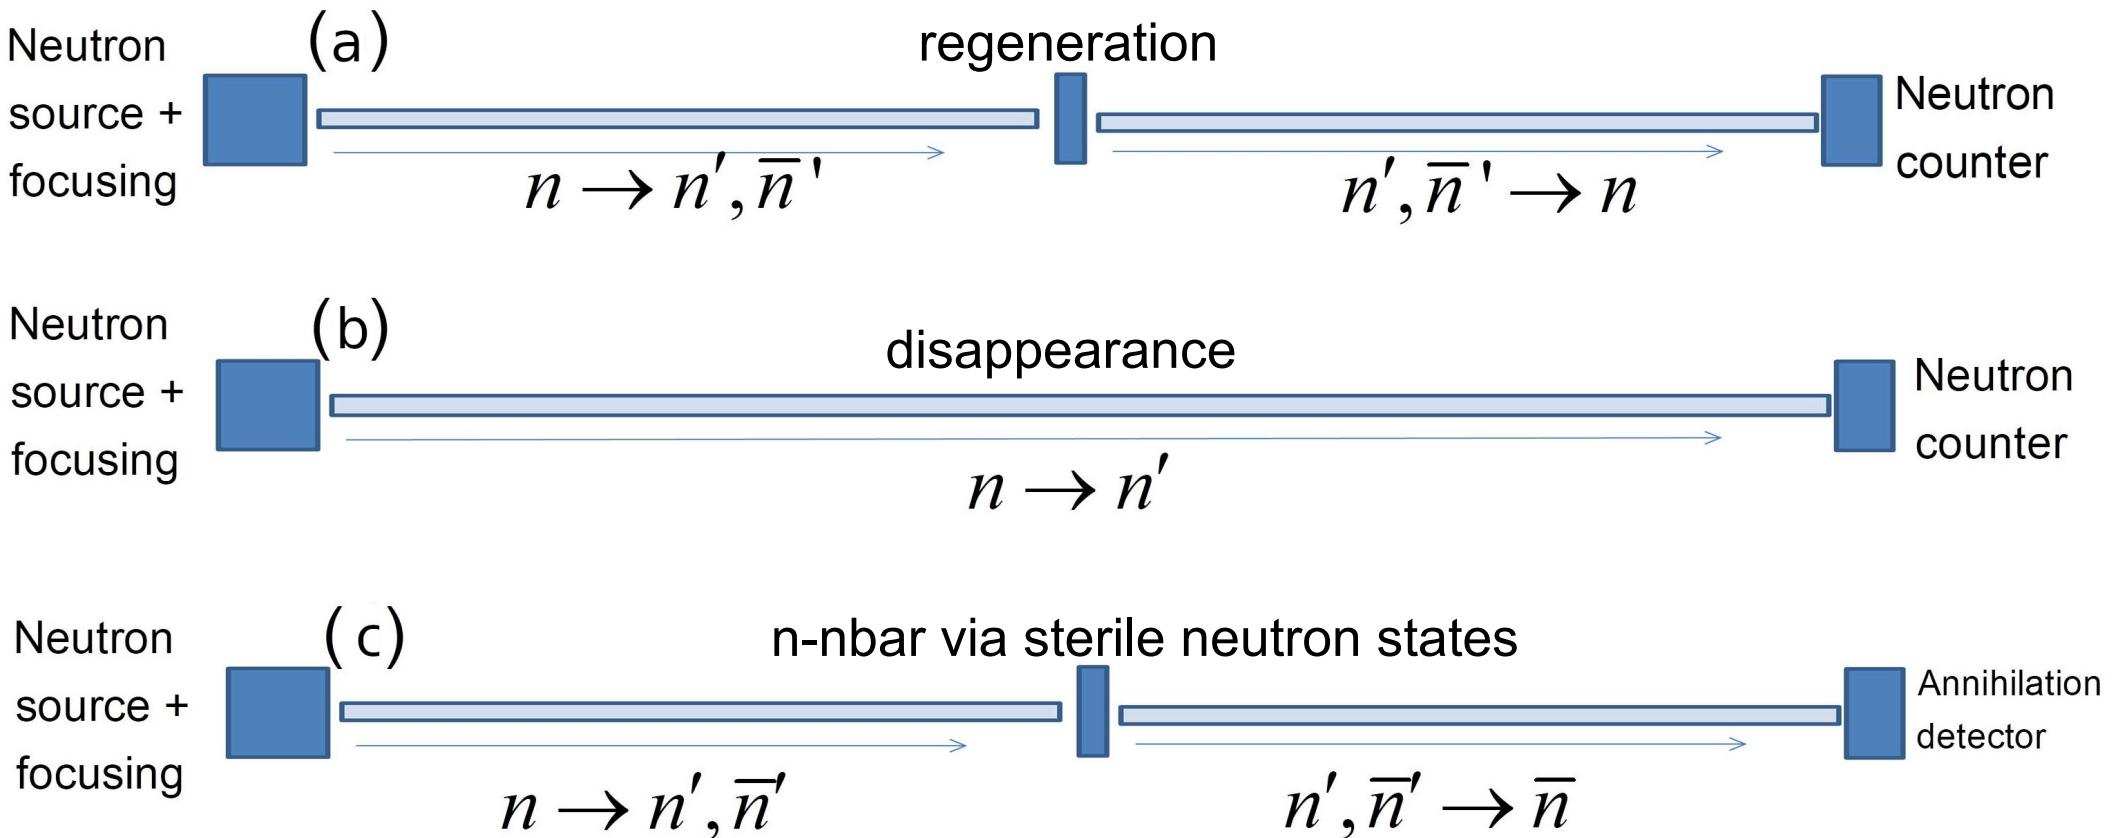 (a)
regeneration
Neutron
source +
focusing
Neutron
counter
n → n′, n̅ '
n′, n̅ ' → n
(b)
disappearance
Neutron
source +
focusing
Neutron
counter
n → n′
(c)
n-nbar via sterile neutron states
Neutron
source +
focusing
Annihilation
detector
n → n′, n̅′
n′, n̅′ → n̅